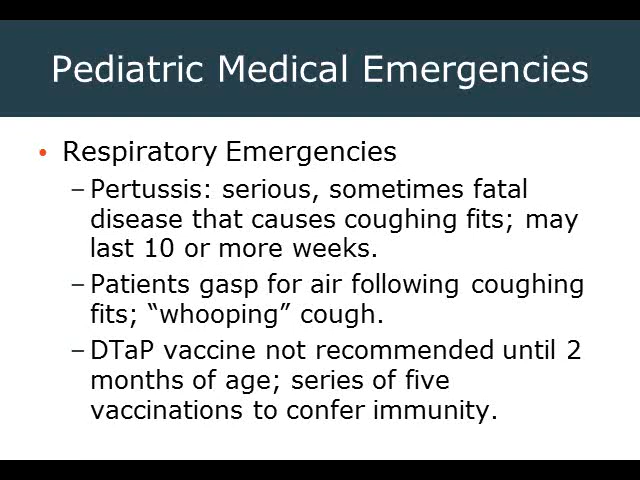 Pediatric Medical Emergencies
• Respiratory Emergencies
– Pertussis: serious, sometimes fatal
disease that causes coughing fits; may
last 10 or more weeks.
– Patients gasp for air following coughing
fits; “whooping” cough.
– DTaP vaccine not recommended until 2
months of age; series of five
vaccinations to confer immunity.